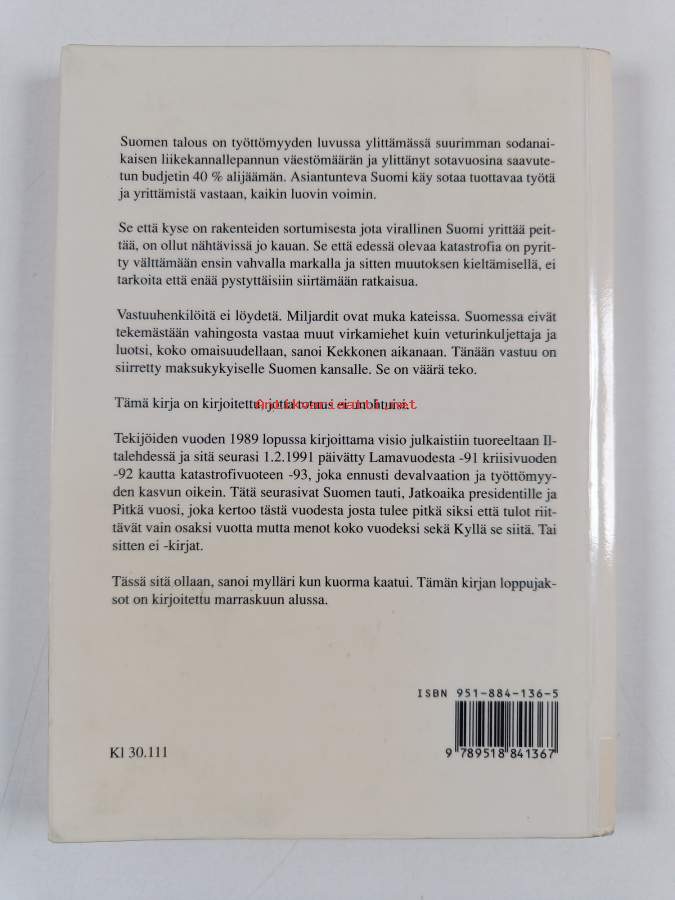 Suomen talous on työttömyyden luvussa ylittämässä suurimman sodanai-
kaisen liikekannallepannun väestömäärän ja ylittänyt sotavuosina saavute-
tun budjetin 40 % alijäämän. Asiantunteva Suomi käy sotaa tuottavaa työtä
ja yrittämistä vastaan, kaikin luovin voimin.
Se että kyse on rakenteiden sortumisesta jota virallinen Suomi yrittää peit-
tää, on ollut nähtävissä jo kauan. Se että edessä olevaa katastrofia on pyrit-
ty välttämään ensin vahvalla markalla ja sitten muutoksen kieltämisellä, ei
tarkoita että enää pystyttäisiin siirtämään ratkaisua.
Vastuuhenkilöitä ei löydetä. Miljardit ovat muka kateissa. Suomessa eivät
tekemästään vahingosta vastaa muut virkamiehet kuin veturinkuljettaja ja
luotsi, koko omaisuudellaan, sanoi Kekkonen aikanaan. Tänään vastuu on
siirretty maksukykyiselle Suomen kansalle. Se on väärä teko.
Tämä kirja on kirjoitettu jotta totuus ei unohtuisi.
Tekijöiden vuoden 1989 lopussa kirjoittama visio julkaistiin tuoreeltaan Il-
talehdessä ja sitä seurasi 1.2.1991 päivätty Lamavuodesta -91 kriisivuoden
-92 kautta katastrofivuoteen -93, joka ennusti devalvaation ja työttömyy-
den kasvun oikein. Tätä seurasivat Suomen tauti, Jatkoaika presidentille ja
Pitkä vuosi, joka kertoo tästä vuodesta josta tulee pitkä siksi että tulot riit-
tävät vain osaksi vuotta mutta menot koko vuodeksi sekä Kyllä se siitä. Tai
sitten ei -kirjat.
Tässä sitä ollaan, sanoi mylläri kun kuorma kaatui. Tämän kirjan loppujak-
sot on kirjoitettu marraskuun alussa.
ISBN 951-884-136-5
Kl 30.111
9 789518 841367